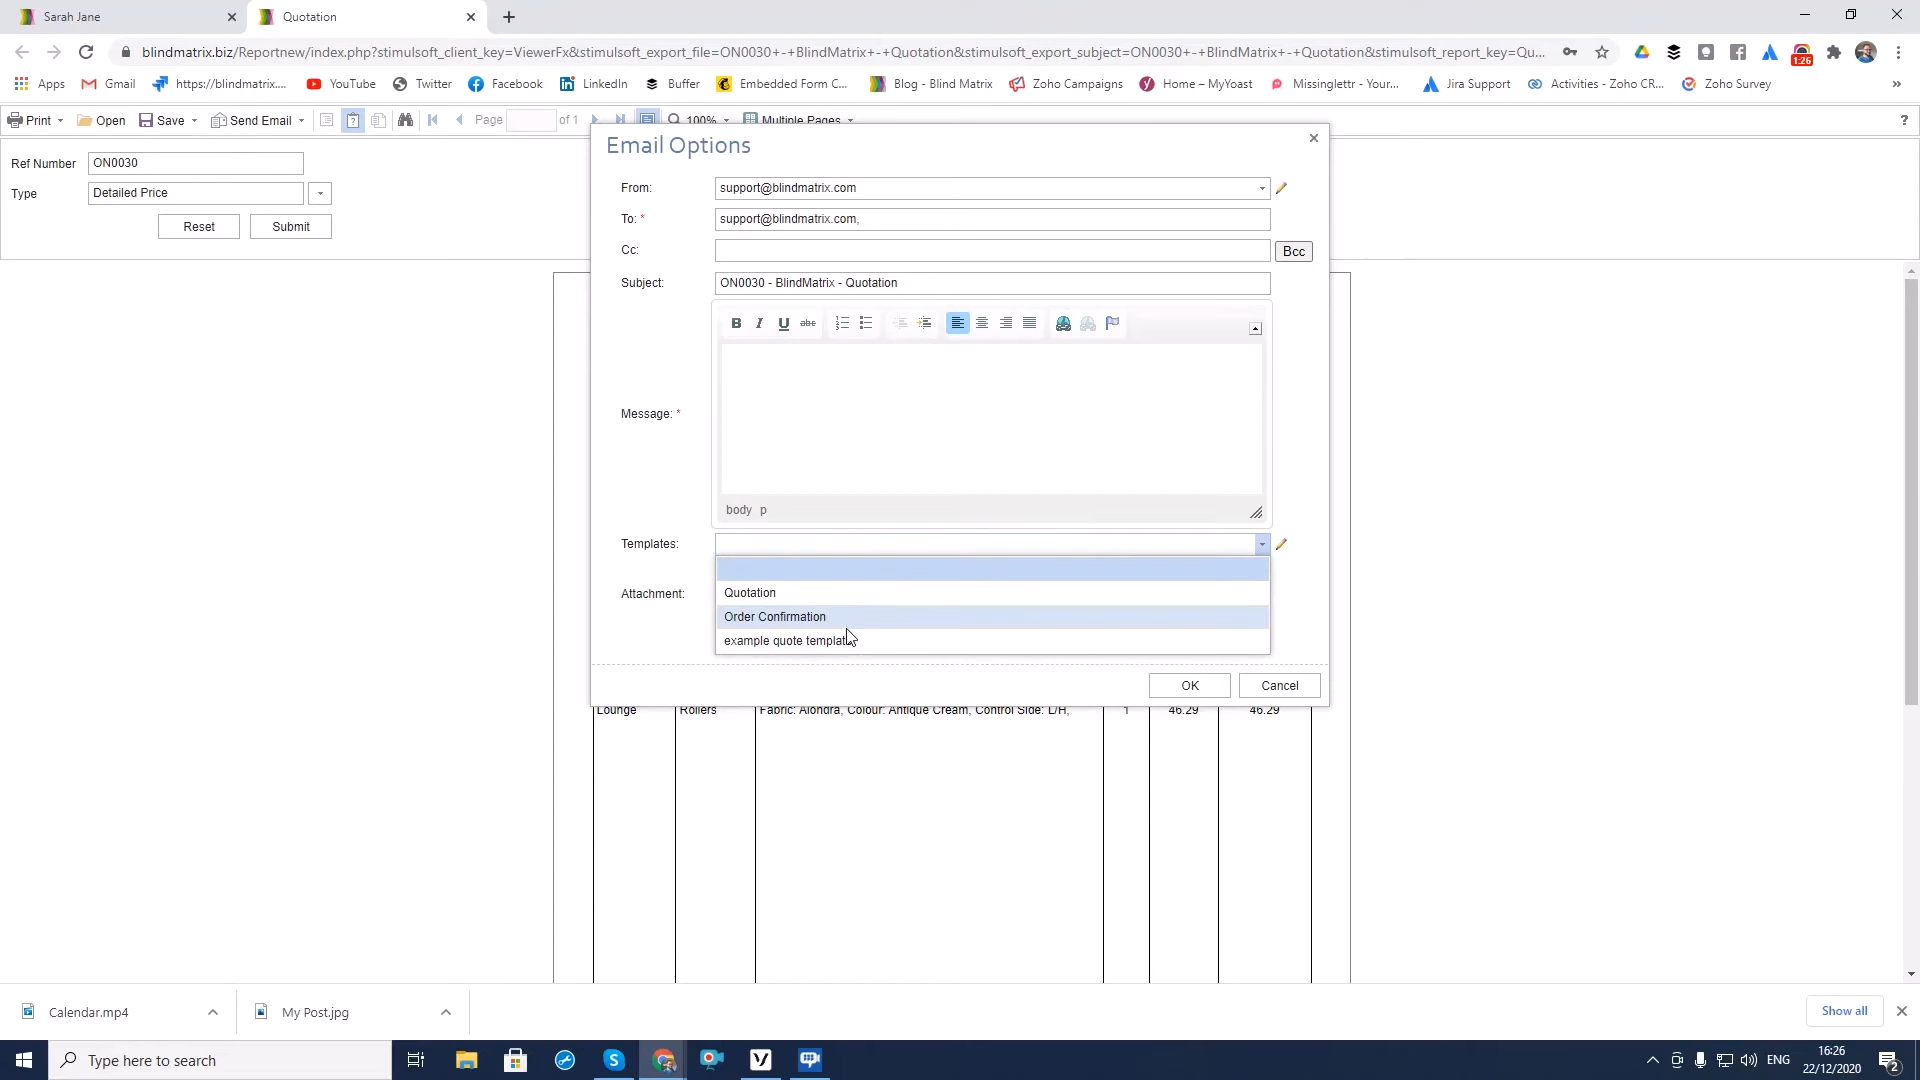 Sarah Jane
Quotation
blindmatrix.biz/Reportnew/index.php?stimulsoft_client_key=ViewerFx&stimulsoft_export_file=ON0030+-+BlindMatrix+-+Quotation&stimulsoft_export_subject=ON0030+-+BlindMatrix+-+Quotation&stimulsoft_report_key=Qu...
1:26
Apps
Gmail
https://blindmatrix....
YouTube
Twitter
Facebook
LinkedIn
Buffer
Embedded Form C...
Blog - Blind Matrix
Zoho Campaigns
Home – MyYoast
Missinglettr - Your...
Jira Support
Activities - Zoho CR...
Zoho Survey
»
Print
Open
Save
Send Email
Page
of 1
100%
Multiple Pages
?
Ref Number
ON0030
Type
Detailed Price
Reset
Submit
Email Options
From:
support@blindmatrix.com
To: *
support@blindmatrix.com,
Cc:
Bcc
Subject:
ON0030 - BlindMatrix - Quotation
B I U abc
Message: *
body p
Templates:
Quotation
Attachment:
Order Confirmation
example quote template
OK
Cancel
Lounge
Rollers
Fabric: Alondra, Colour: Antique Cream, Control Side: L/H,
1
46.29
46.29
Calendar.mp4
My Post.jpg
Show all
Type here to search
ENG
16:26
22/12/2020
2